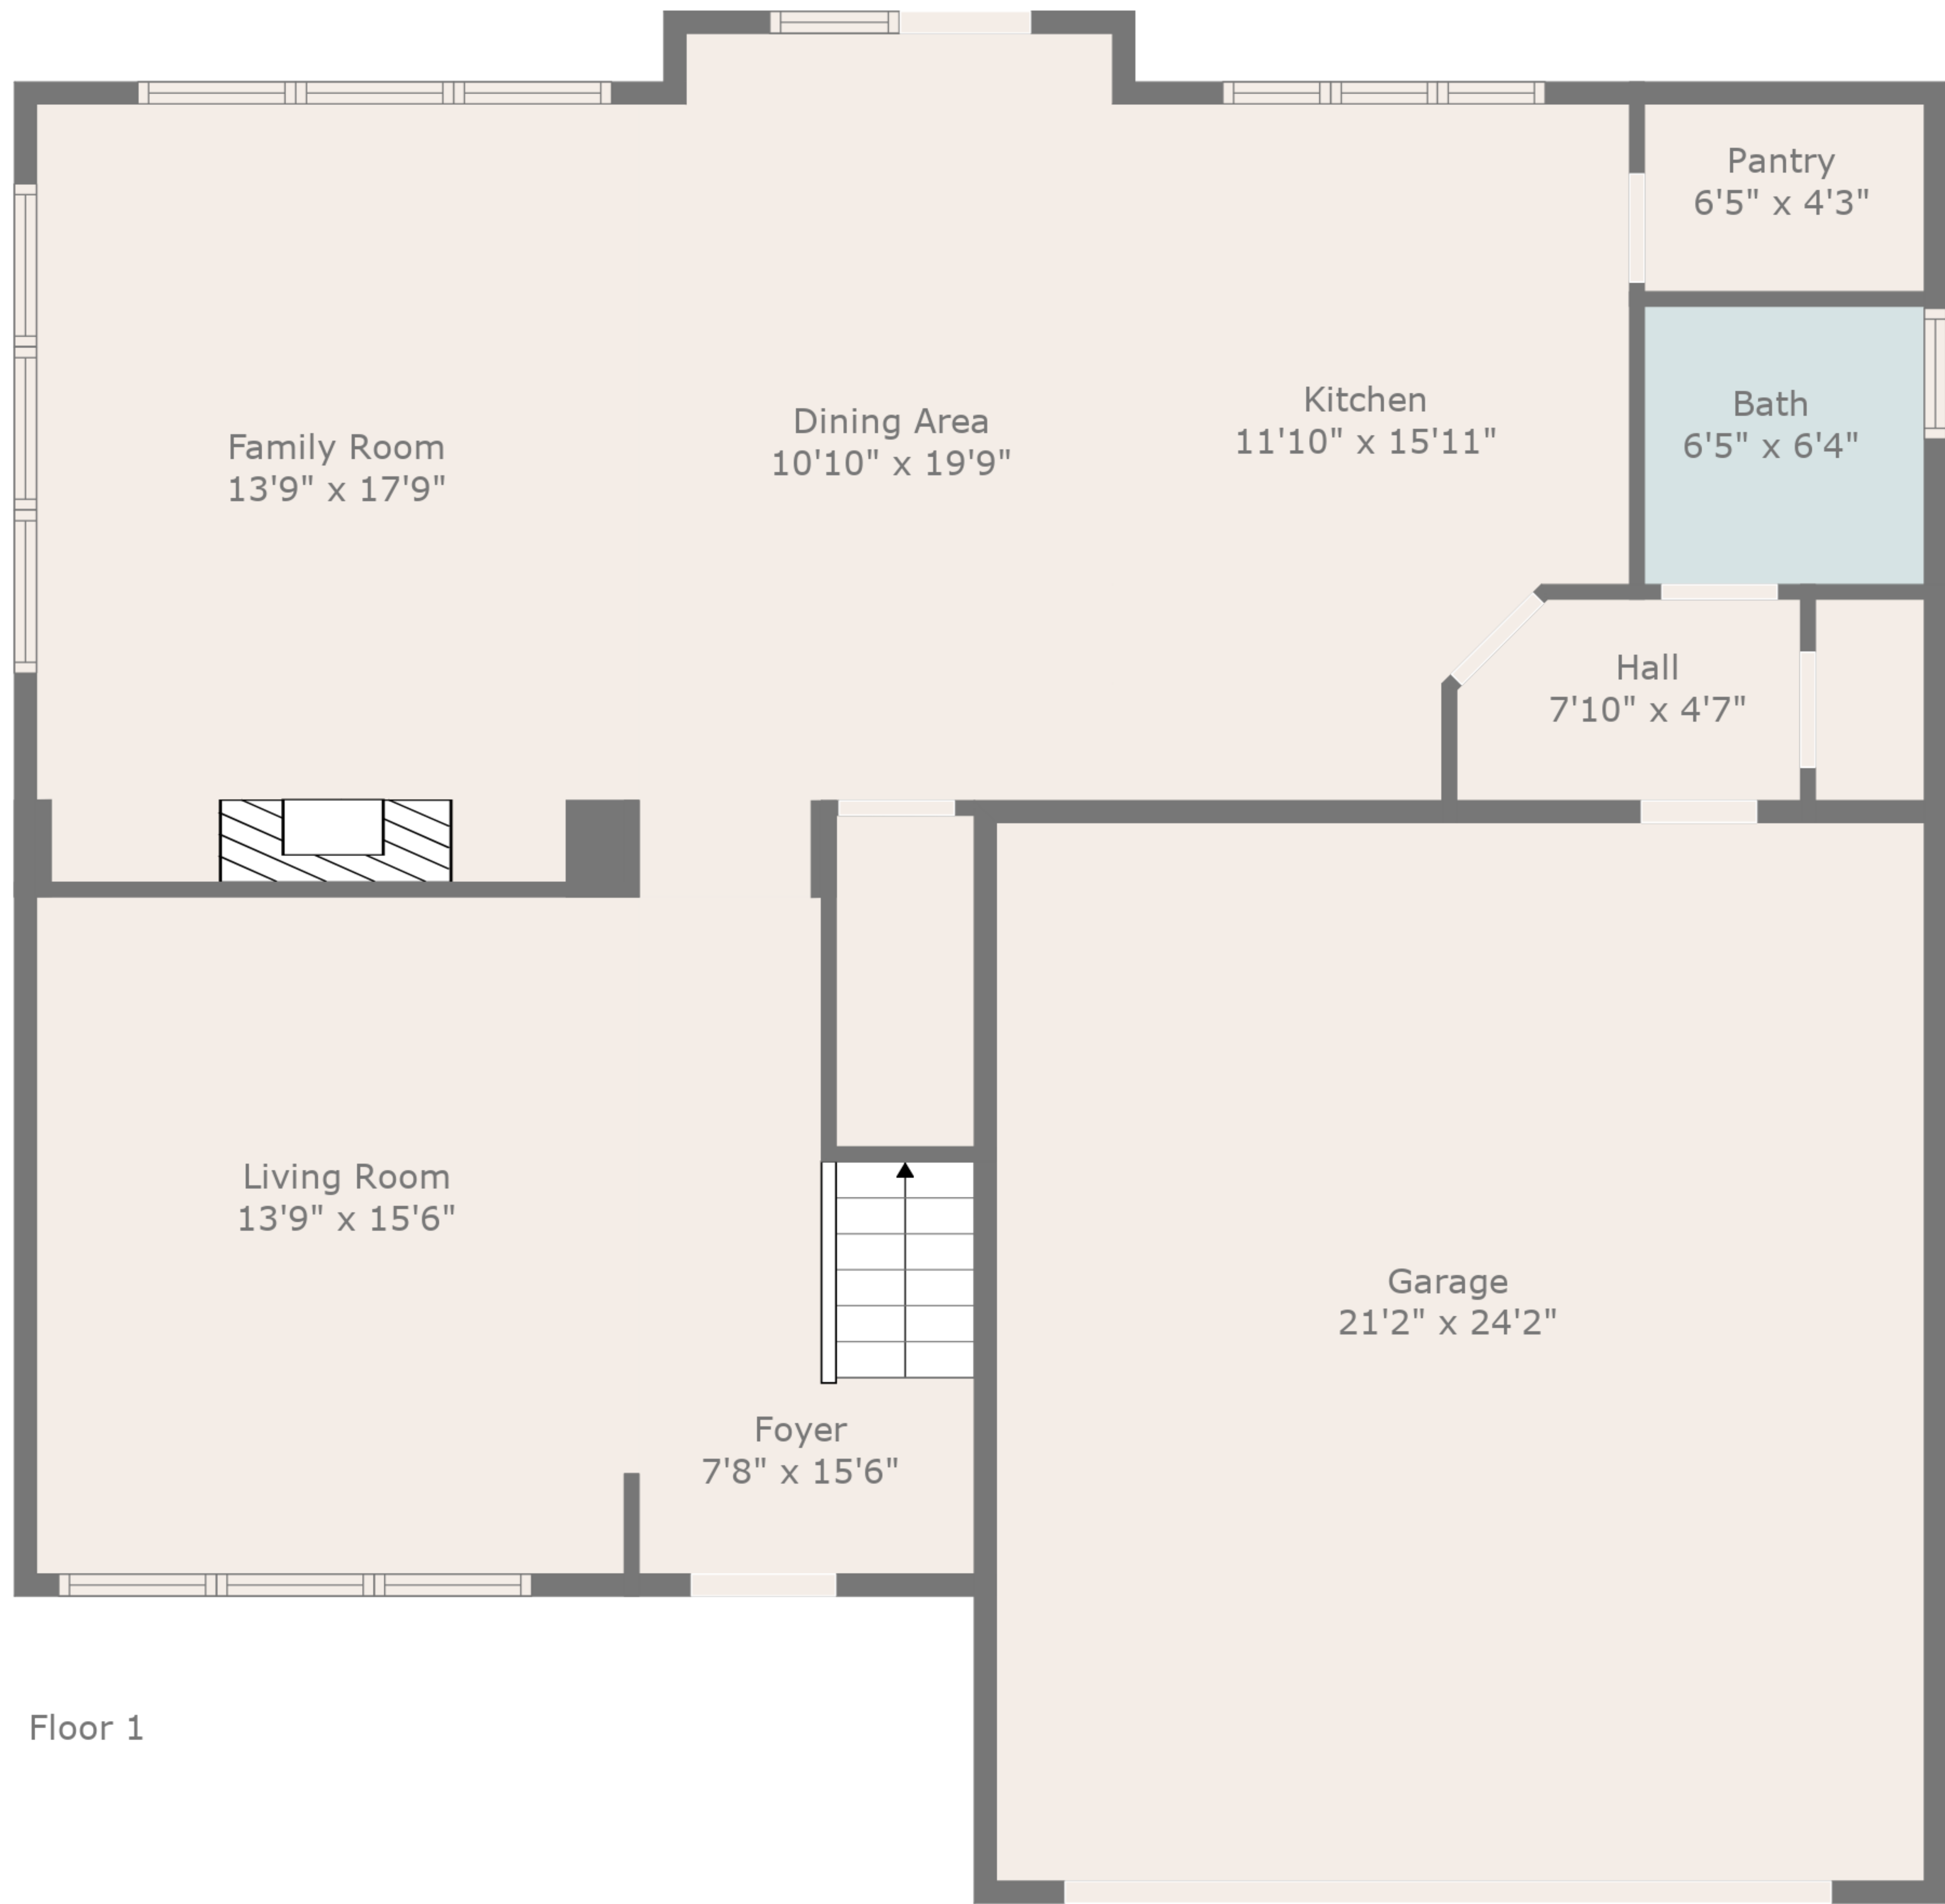 Pantry
6'5" x 4'3"
Kitchen
11'10" x 15'11"
Bath
6'5" x 6'4"
Dining Area
10'10" x 19'9"
Family Room
13'9" x 17'9"
Hall
7'10" x 4'7"
Living Room
13'9" x 15'6"
Garage
21'2" x 24'2"
Foyer
7'8" x 15'6"
Floor 1